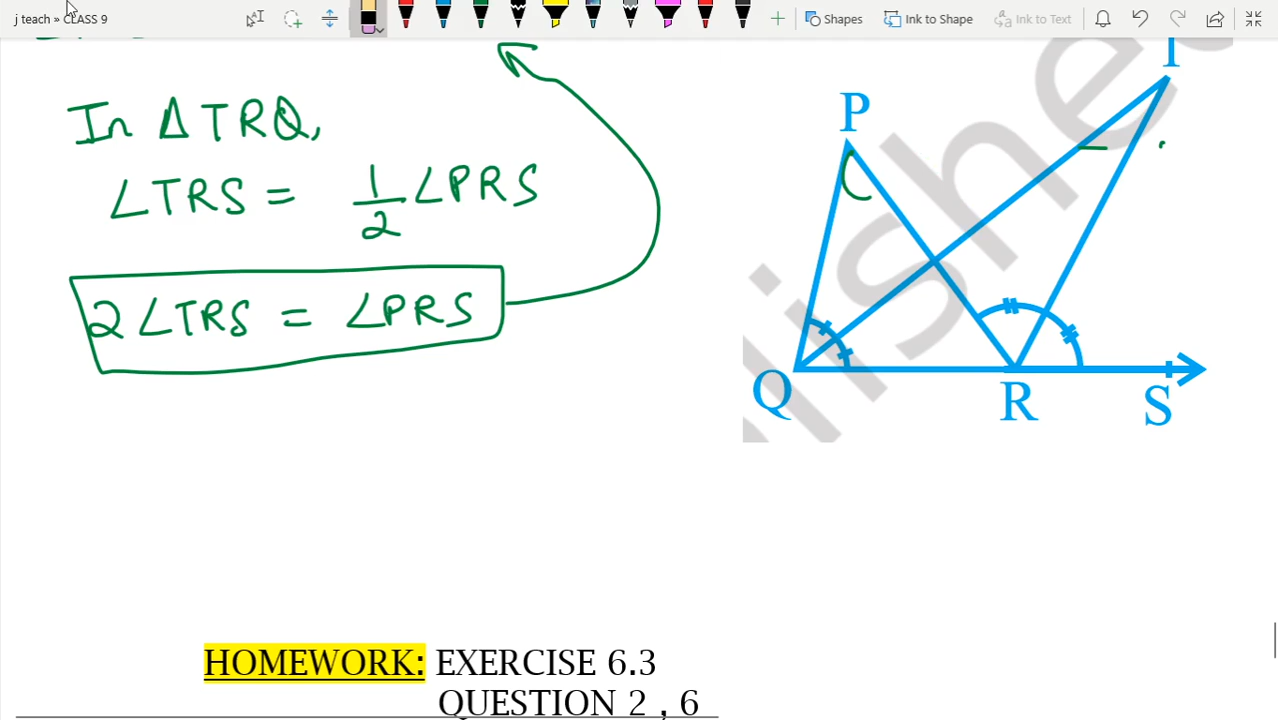 j teach » CLASS 9
Shapes
Ink to Shape
Ink to Text
In ΔTRQ,
∠TRS = 1/2 ∠PRS
2∠TRS = ∠PRS
P
T
Q
R
S
HOMEWORK: EXERCISE 6.3
QUESTION 2 , 6